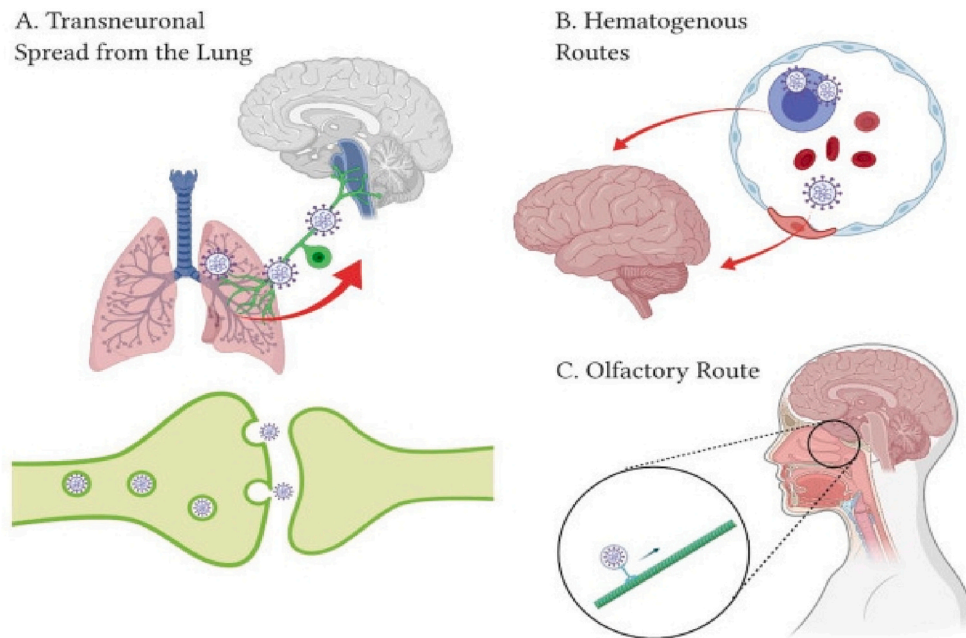 A. Transneuronal
Spread from the Lung
B. Hematogenous
Routes
C. Olfactory Route